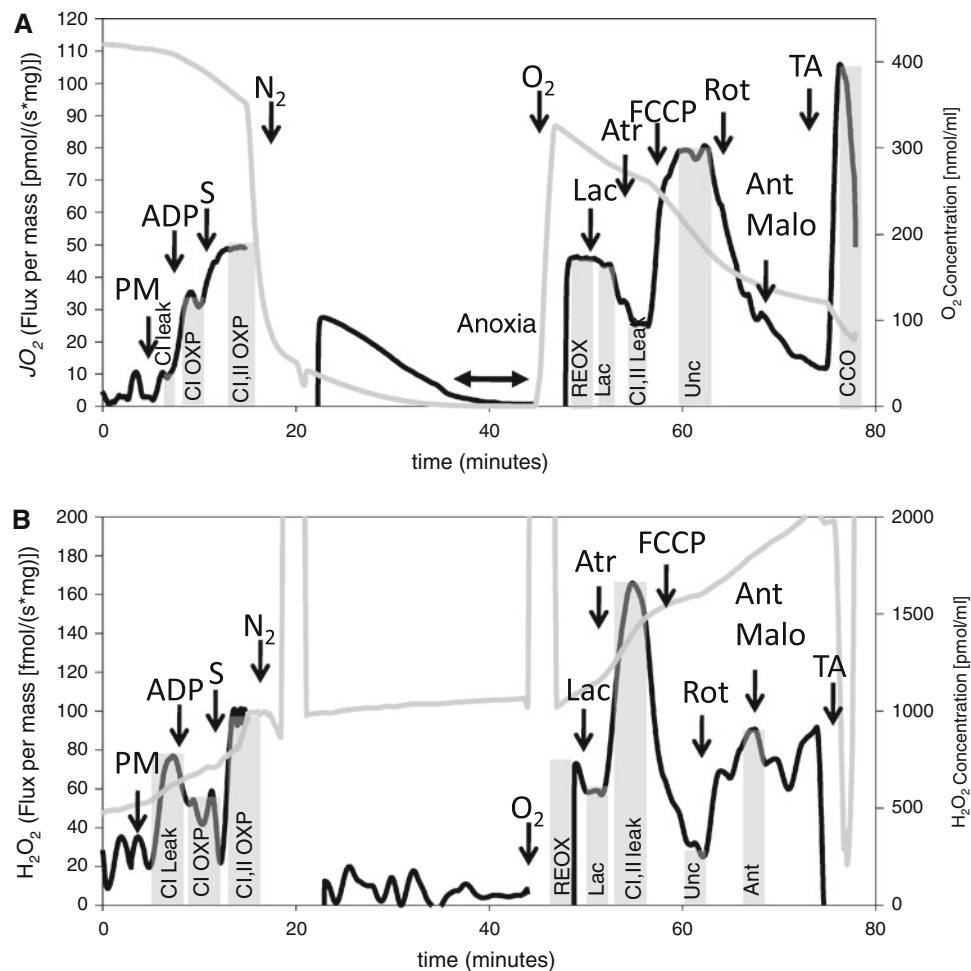 A
JO₂ (Flux per mass [pmol/(s*mg)])
120
110
100
90
80
70
60
50
40
30
20
10
0
PM
ADP
S
N₂
O₂
Lac
Atr
FCCP
Rot
Ant
Malo
TA
Anoxia
CI leak
CI OXP
CI,II OXP
REOX
Lac
CI,II Leak
Unc
CCO
400
300
200
100
0
O₂ Concentration [nmol/ml]
0
20
40
60
80
time (minutes)
B
H₂O₂ (Flux per mass [fmol/(s*mg)])
200
180
160
140
120
100
80
60
40
20
0
PM
ADP
S
N₂
O₂
Lac
Atr
FCCP
Rot
Ant
Malo
TA
CI Leak
CI OXP
CI,II OXP
REOX
Lac
CI,II leak
Unc
Ant
2000
1500
1000
500
0
H₂O₂ Concentration [pmol/ml]
0
20
40
60
80
time (minutes)